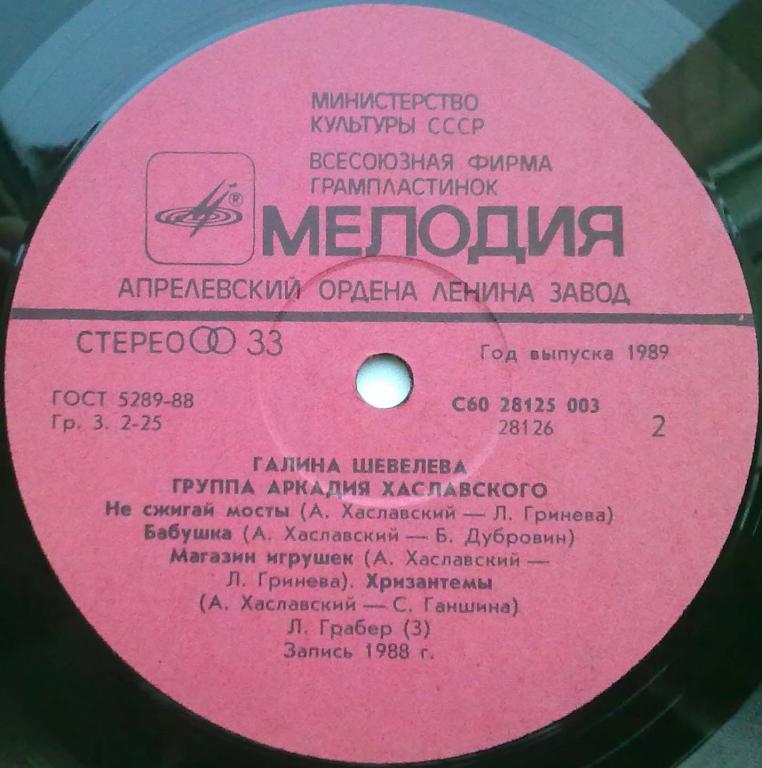 МИНИСТЕРСТВО
КУЛЬТУРЫ СССР
ВСЕСОЮЗНАЯ ФИРМА
ГРАМПЛАСТИНОК
®
МЕЛОДИЯ
АПРЕЛЕВСКИЙ ОРДЕНА ЛЕНИНА ЗАВОД
СТЕРЕО 33
Год выпуска 1989
ГОСТ 5289-88
Гр. 3. 2-25
С60 28125 003
28126
2
ГАЛИНА ШЕВЕЛЕВА
ГРУППА АРКАДИЯ ХАСЛАВСКОГО
Не сжигай мосты (А. Хаславский — Л. Гринева)
Бабушка (А. Хаславский — Б. Дубровин)
Магазин игрушек (А. Хаславский —
Л. Гринева). Хризантемы
(А. Хаславский — С. Ганшина)
Л. Грабер (3)
Запись 1988 г.